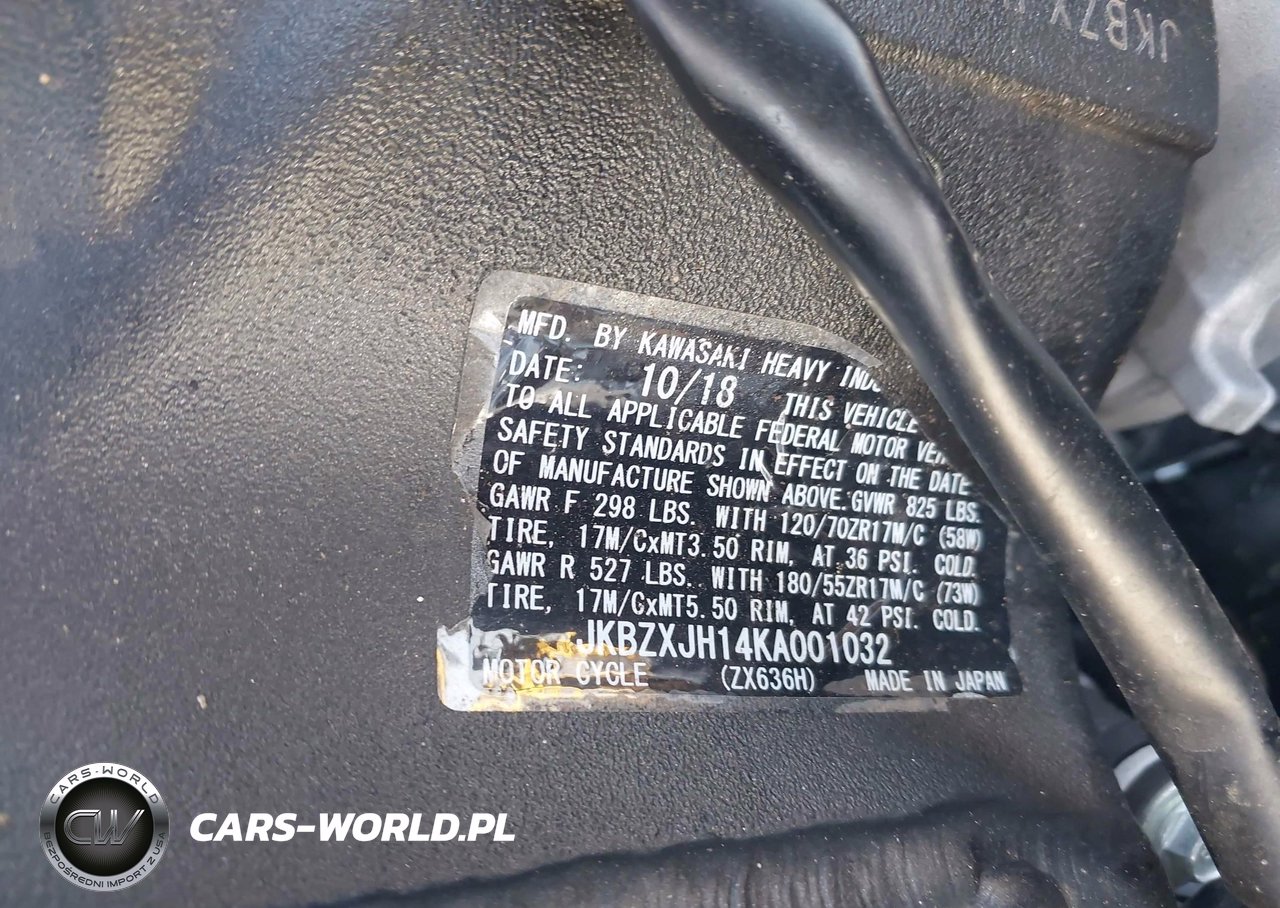 JKBZX
MFD. BY KAWASAKI HEAVY
DATE: 10/18 THIS VEHICLE
TO ALL APPLICABLE FEDERAL MOTOR
SAFETY STANDARDS IN EFFECT ON THE DATE
OF MANUFACTURE SHOWN ABOVE. GVWR 825 LBS.
GAWR F 298 LBS. WITH 120/70ZR17M/C (58W)
TIRE, 17M/CxMT3.50 RIM, AT 36 PSI. COLD.
GAWR R 527 LBS. WITH 180/55ZR17M/C (73W)
TIRE, 17M/CxMT5.50 RIM, AT 42 PSI. COLD.
JKBZXJH14KA001032
MOTOR CYCLE (ZX636H) MADE IN JAPAN
CARS-WORLD
CW
BEZPOŚREDNI IMPORT Z USA
CARS-WORLD.PL